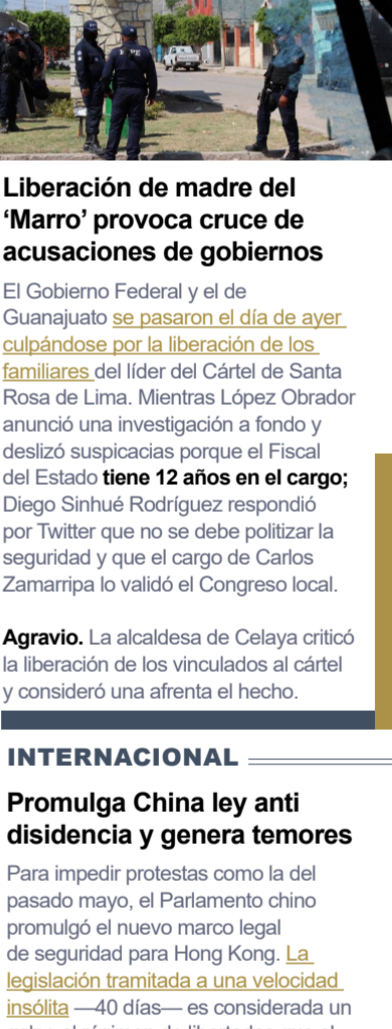 Liberación de madre del
‘Marro’ provoca cruce de
acusaciones de gobiernos
El Gobierno Federal y el de
Guanajuato se pasaron el día de ayer
culpándose por la liberación de los
familiares del líder del Cártel de Santa
Rosa de Lima. Mientras López Obrador
anunció una investigación a fondo y
deslizó suspicacias porque el Fiscal
del Estado tiene 12 años en el cargo;
Diego Sinhué Rodríguez respondió
por Twitter que no se debe politizar la
seguridad y que el cargo de Carlos
Zamarripa lo validó el Congreso local.
Agravio. La alcaldesa de Celaya criticó
la liberación de los vinculados al cártel
y consideró una afrenta el hecho.
INTERNACIONAL
Promulga China ley anti
disidencia y genera temores
Para impedir protestas como la del
pasado mayo, el Parlamento chino
promulgó el nuevo marco legal
de seguridad para Hong Kong. La
legislación tramitada a una velocidad
insólita —40 días— es considerada un